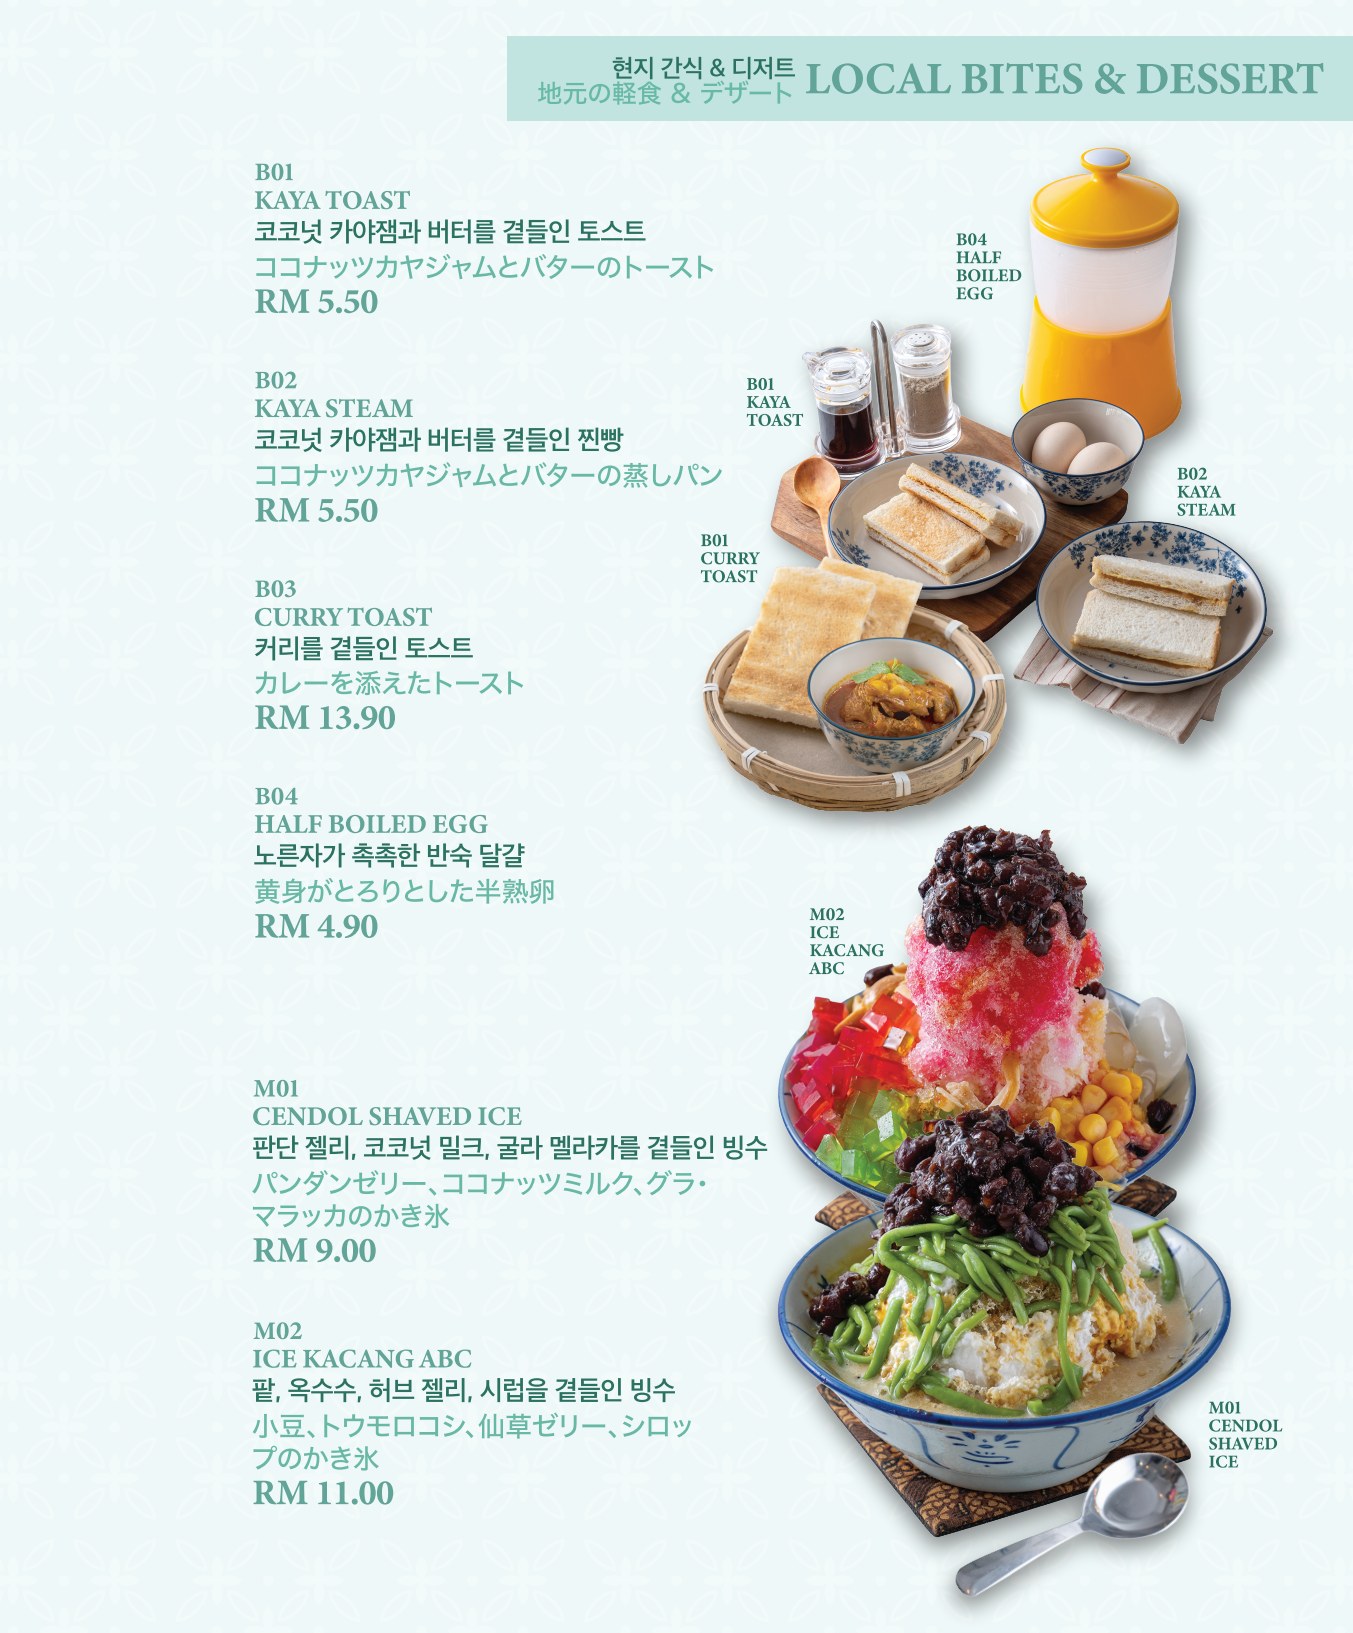 현지 간식 & 디저트
地元の軽食 & デザート
LOCAL BITES & DESSERT
B01
KAYA TOAST
코코넛 카야잼과 버터를 곁들인 토스트
ココナッツカヤジャムとバターのトースト
RM 5.50
B02
KAYA STEAM
코코넛 카야잼과 버터를 곁들인 찐빵
ココナッツカヤジャムとバターの蒸しパン
RM 5.50
B03
CURRY TOAST
커리를 곁들인 토스트
カレーを添えたトースト
RM 13.90
B04
HALF BOILED EGG
노른자가 촉촉한 반숙 달걀
黄身がとろりとした半熟卵
RM 4.90
M01
CENDOL SHAVED ICE
판단 젤리, 코코넛 밀크, 굴라 멜라카를 곁들인 빙수
パンダンゼリー、ココナッツミルク、グラ・
マラッカのかき氷
RM 9.00
M02
ICE KACANG ABC
팥, 옥수수, 허브 젤리, 시럽을 곁들인 빙수
小豆、トウモロコシ、仙草ゼリー、シロッ
プのかき氷
RM 11.00
B04
HALF
BOILED
EGG
B01
KAYA
TOAST
B02
KAYA
STEAM
B01
CURRY
TOAST
M02
ICE
KACANG
ABC
M01
CENDOL
SHAVED
ICE